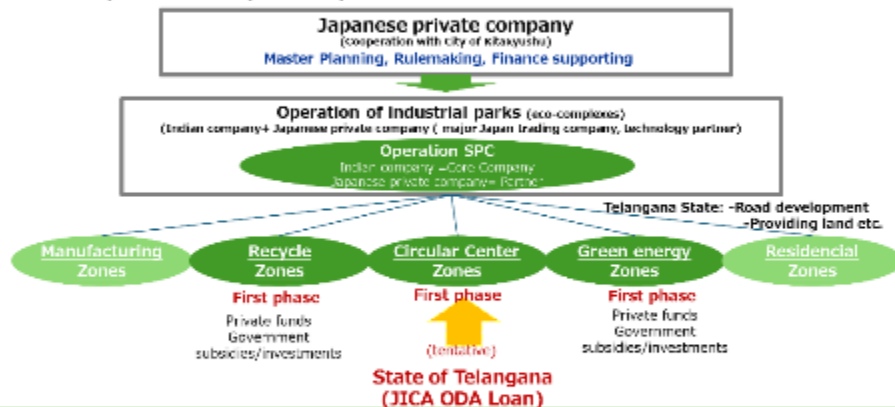 Japanese private company
(Cooperation with City of Kitakyushu)
Master Planning, Rulemaking, Finance supporting
Operation of industrial parks (eco-complexes)
(Indian company+ Japanese private company ( major Japan trading company, technology partner)
Operation SPC
Indian company =Core Company
Japanese private company= Partner
Telangana State: -Road development
-Providing land etc.
Manufacturing
Zones
Recycle
Zones
Circular Center
Zones
Green energy
Zones
Residencial
Zones
First phase
First phase
First phase
Private funds
Government
subsidies/investments
Private funds
Government
subsidies/investments
(tentative)
State of Telangana
(JICA ODA Loan)